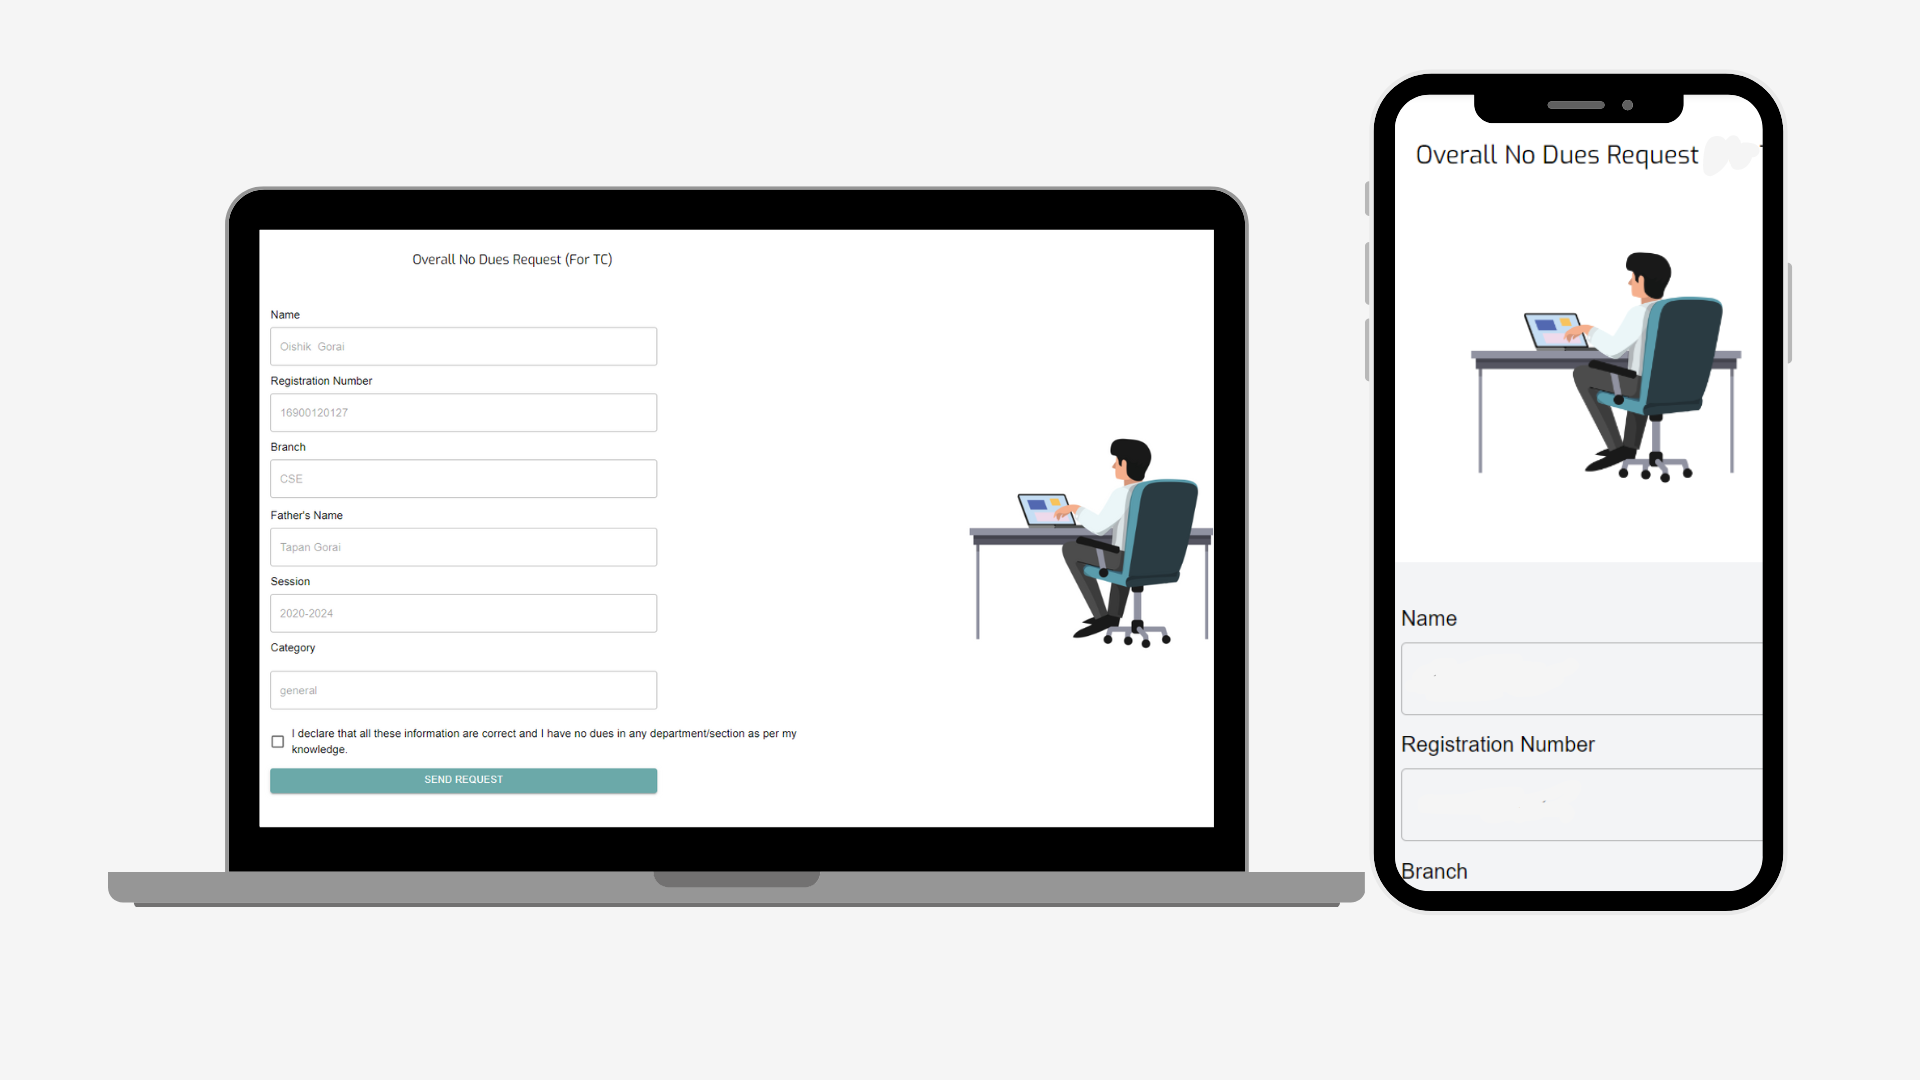 Overall No Dues Request (For TC)
Name
Oishik  Gorai
Registration Number
16900120127
Branch
CSE
Father's Name
Tapan Gorai
Session
2020-2024
Category
general
I declare that all these information are correct and I have no dues in any department/section as per my
knowledge.
SEND REQUEST
Overall No Dues Request
Name
Registration Number
Branch